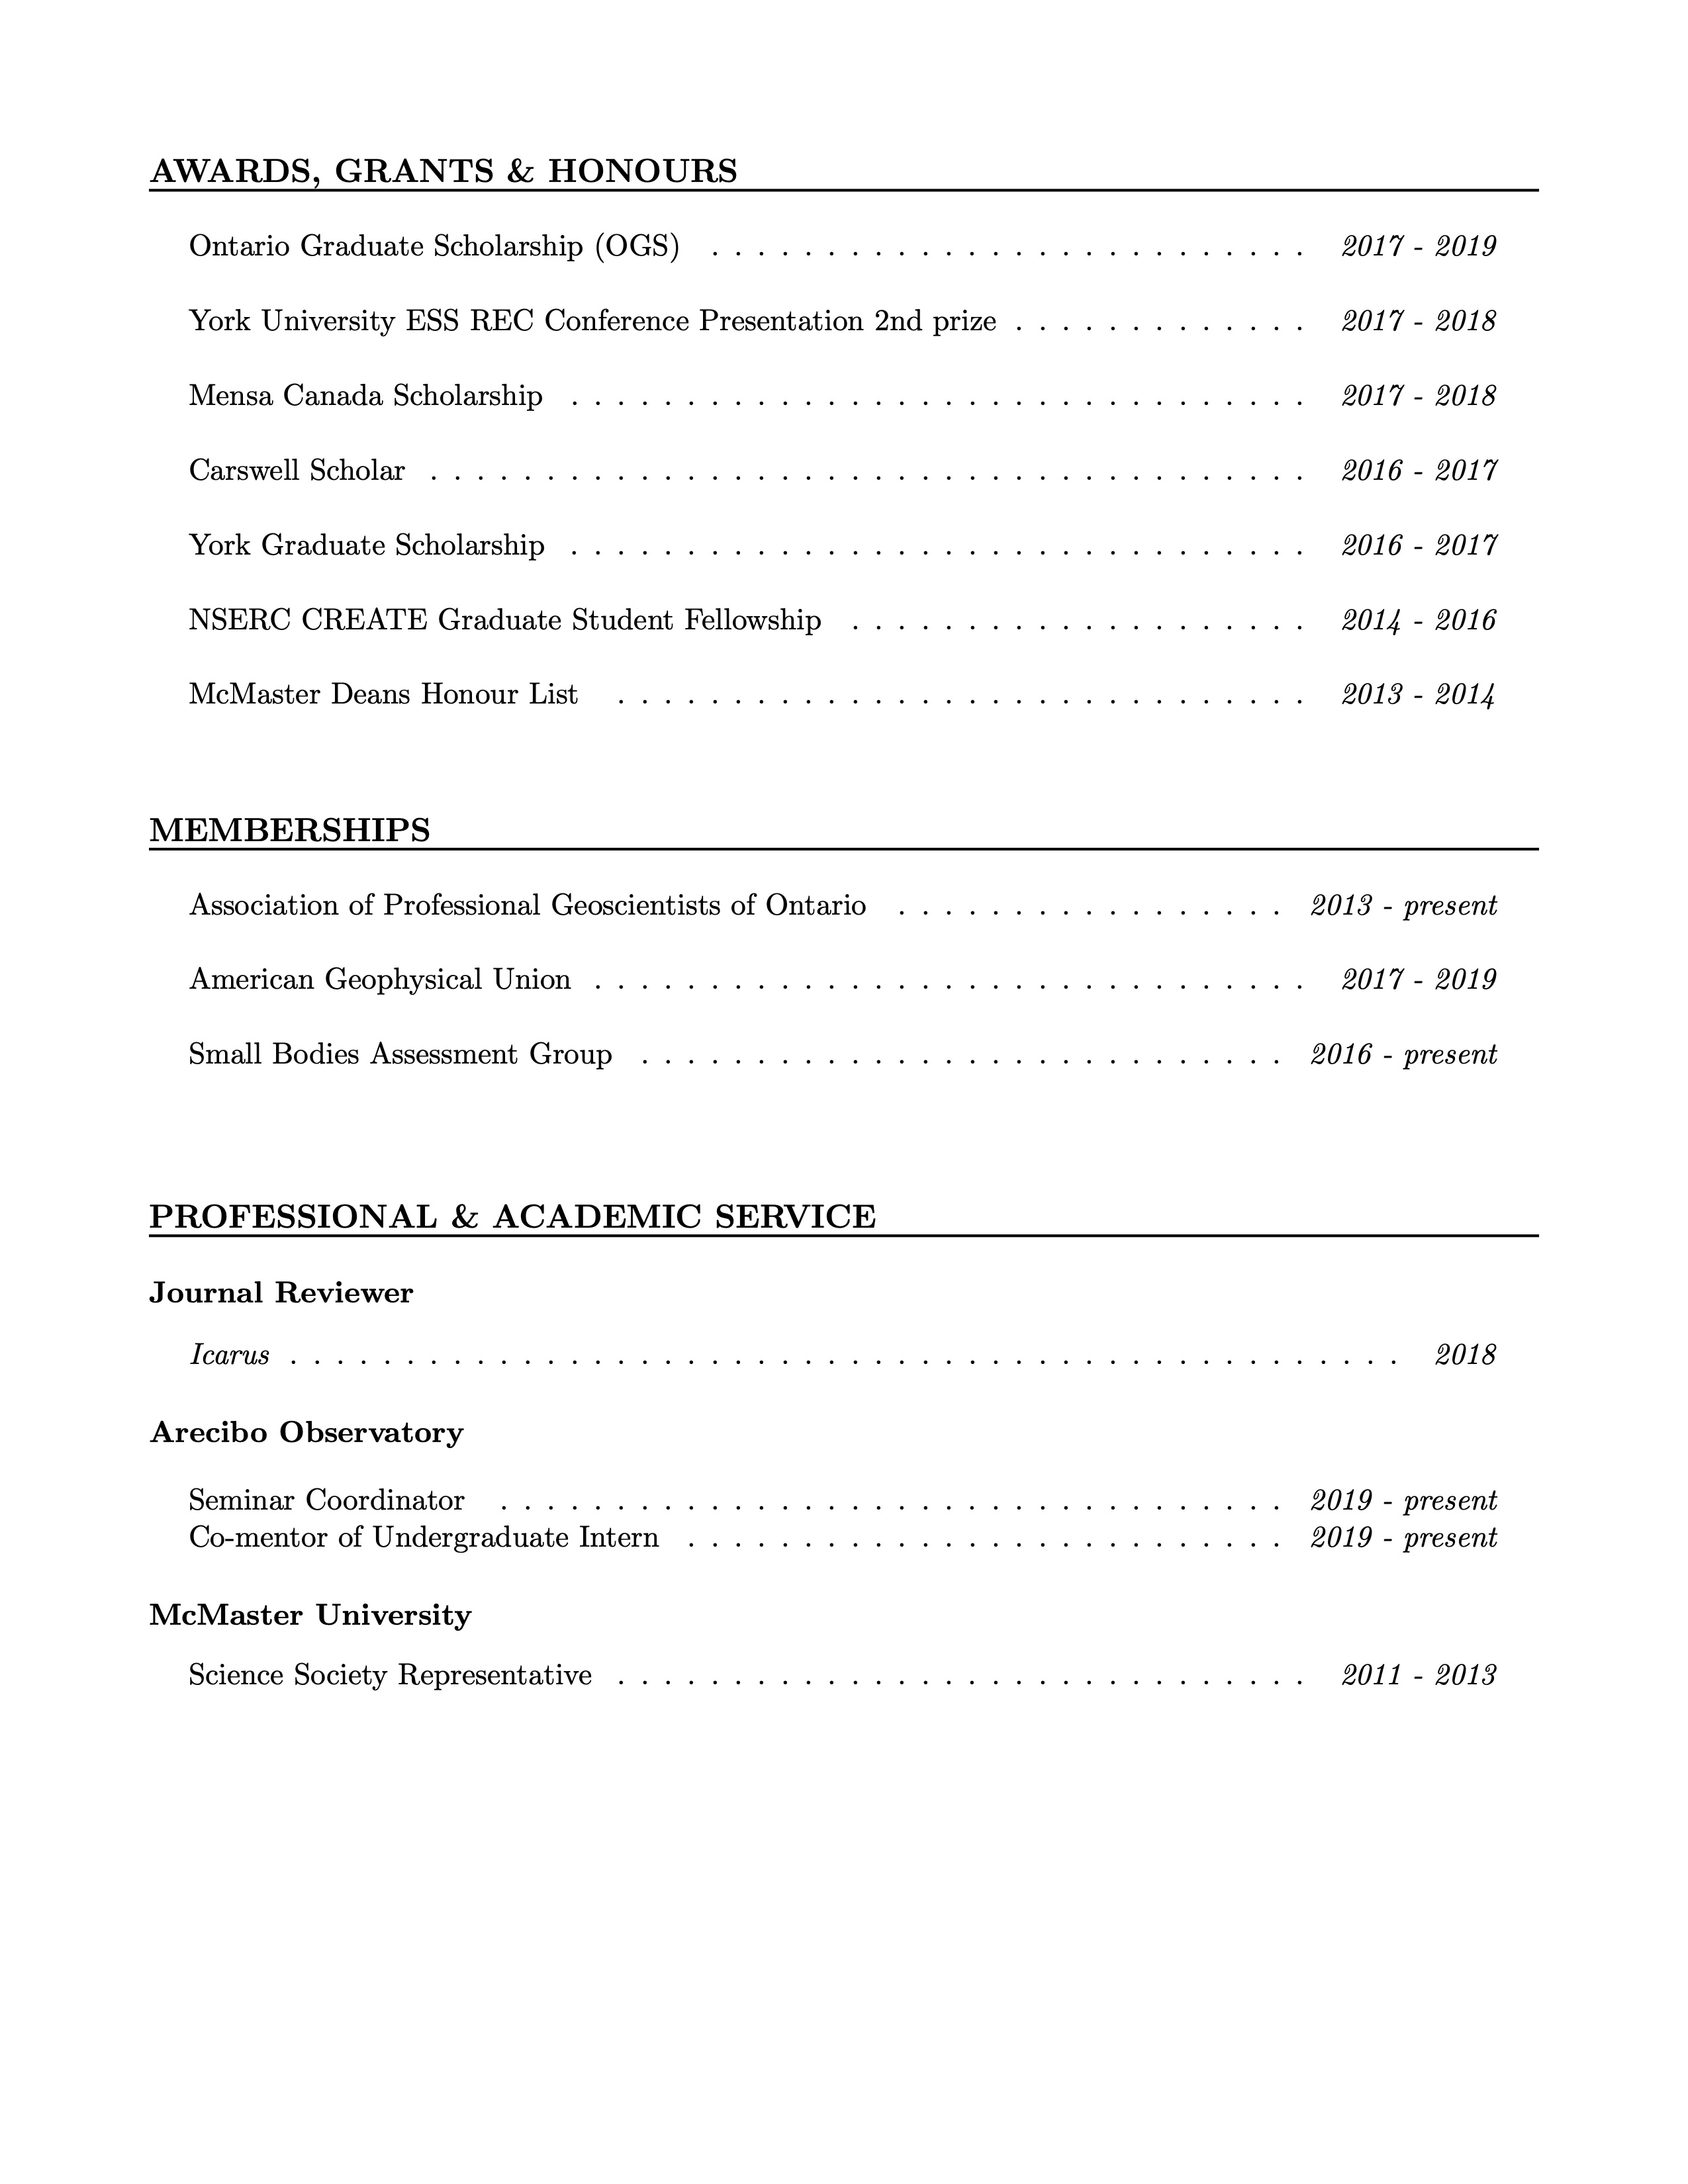 AWARDS, GRANTS & HONOURS
Ontario Graduate Scholarship (OGS) . . . . . . . . . . . . . . . . . . . . . . . . . . 2017 - 2019
York University ESS REC Conference Presentation 2nd prize . . . . . . . . . . . . . 2017 - 2018
Mensa Canada Scholarship . . . . . . . . . . . . . . . . . . . . . . . . . . . . . . . . 2017 - 2018
Carswell Scholar . . . . . . . . . . . . . . . . . . . . . . . . . . . . . . . . . . . . . . 2016 - 2017
York Graduate Scholarship . . . . . . . . . . . . . . . . . . . . . . . . . . . . . . . . 2016 - 2017
NSERC CREATE Graduate Student Fellowship . . . . . . . . . . . . . . . . . . . . 2014 - 2016
McMaster Deans Honour List . . . . . . . . . . . . . . . . . . . . . . . . . . . . . . 2013 - 2014
MEMBERSHIPS
Association of Professional Geoscientists of Ontario . . . . . . . . . . . . . . . . . 2013 - present
American Geophysical Union . . . . . . . . . . . . . . . . . . . . . . . . . . . . . . . 2017 - 2019
Small Bodies Assessment Group . . . . . . . . . . . . . . . . . . . . . . . . . . . . 2016 - present
PROFESSIONAL & ACADEMIC SERVICE
Journal Reviewer
Icarus . . . . . . . . . . . . . . . . . . . . . . . . . . . . . . . . . . . . . . . . . . . . . . . . 2018
Arecibo Observatory
Seminar Coordinator . . . . . . . . . . . . . . . . . . . . . . . . . . . . . . . . . . 2019 - present
Co-mentor of Undergraduate Intern . . . . . . . . . . . . . . . . . . . . . . . . . . 2019 - present
McMaster University
Science Society Representative . . . . . . . . . . . . . . . . . . . . . . . . . . . . . . 2011 - 2013